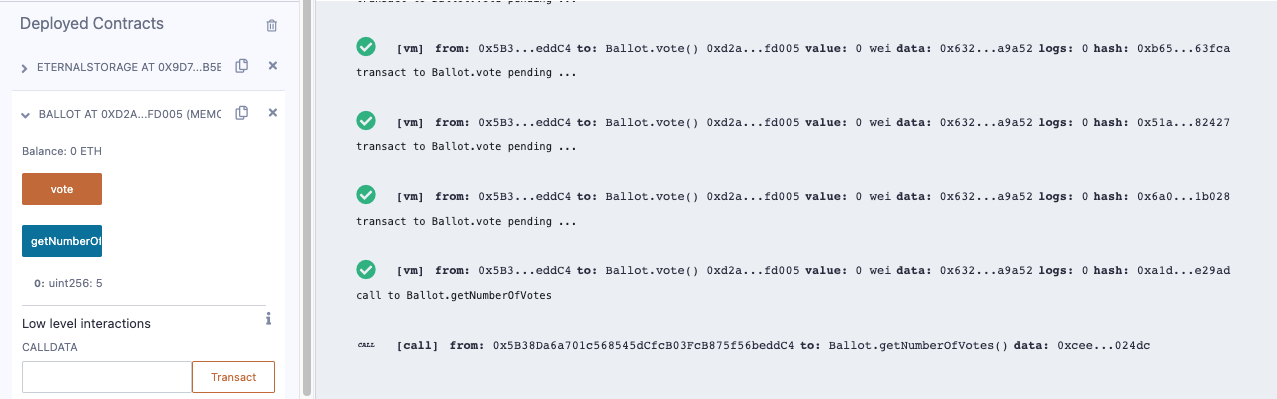 Deployed Contracts
ETERNALSTORAGE AT 0X9D7...B5E
BALLOT AT 0XD2A...FD005 (MEMO
Balance: 0 ETH
vote
getNumberOf
0: uint256: 5
Low level interactions
i
CALLDATA
Transact
transact to Ballot.vote pending ...
[vm] from: 0x5B3...eddC4 to: Ballot.vote() 0xd2a...fd005 value: 0 wei data: 0x632...a9a52 logs: 0 hash: 0xb65...63fca
transact to Ballot.vote pending ...
[vm] from: 0x5B3...eddC4 to: Ballot.vote() 0xd2a...fd005 value: 0 wei data: 0x632...a9a52 logs: 0 hash: 0x51a...82427
transact to Ballot.vote pending ...
[vm] from: 0x5B3...eddC4 to: Ballot.vote() 0xd2a...fd005 value: 0 wei data: 0x632...a9a52 logs: 0 hash: 0x6a0...1b028
transact to Ballot.vote pending ...
[vm] from: 0x5B3...eddC4 to: Ballot.vote() 0xd2a...fd005 value: 0 wei data: 0x632...a9a52 logs: 0 hash: 0xa1d...e29ad
call to Ballot.getNumberOfVotes
CALL [call] from: 0x5B38Da6a701c568545dCfcB03FcB875f56beddC4 to: Ballot.getNumberOfVotes() data: 0xcee...024dc